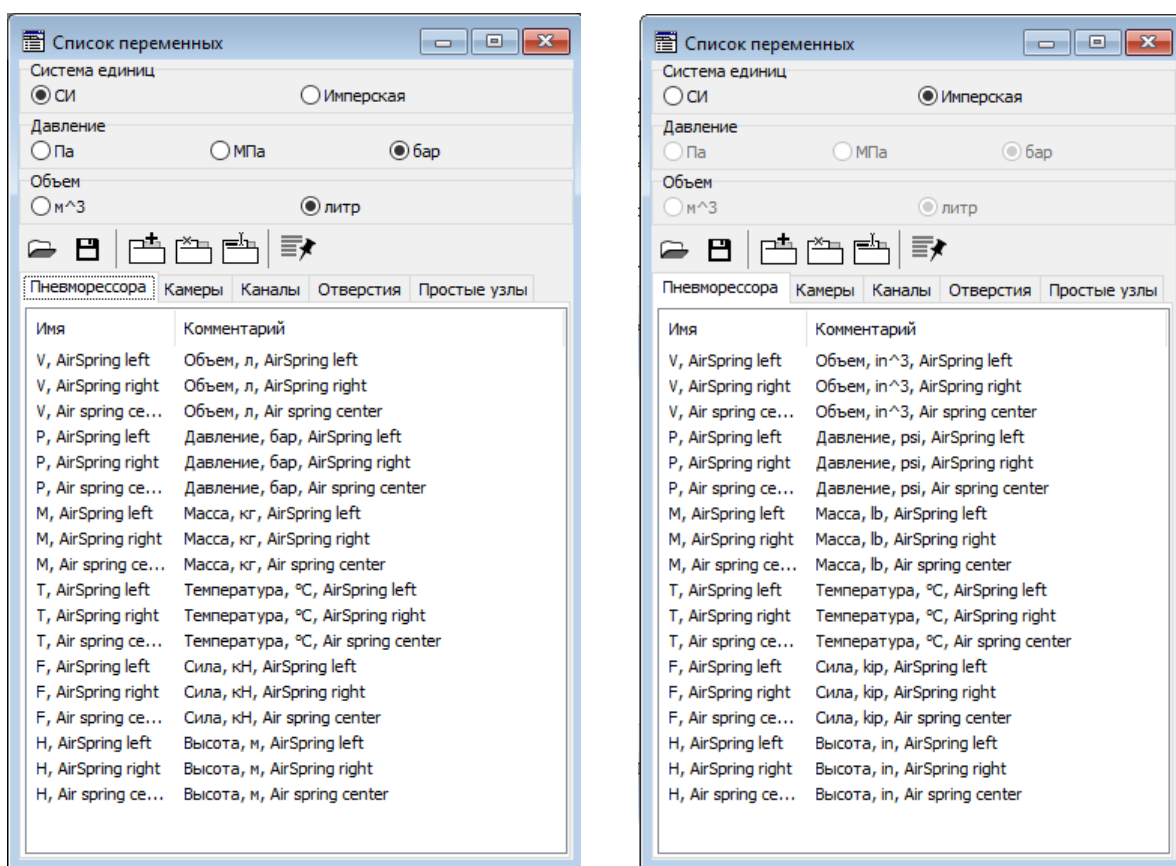 Список переменных
Система единиц
СИ Имперская
Давление
Па МПа бар
Объем
м^3 литр
Пневморессора Камеры Каналы Отверстия Простые узлы
Имя Комментарий
V, AirSpring left Объем, л, AirSpring left
V, AirSpring right Объем, л, AirSpring right
V, Air spring ce... Объем, л, Air spring center
P, AirSpring left Давление, бар, AirSpring left
P, AirSpring right Давление, бар, AirSpring right
P, Air spring ce... Давление, бар, Air spring center
M, AirSpring left Масса, кг, AirSpring left
M, AirSpring right Масса, кг, AirSpring right
M, Air spring ce... Масса, кг, Air spring center
T, AirSpring left Температура, °C, AirSpring left
T, AirSpring right Температура, °C, AirSpring right
T, Air spring ce... Температура, °C, Air spring center
F, AirSpring left Сила, кН, AirSpring left
F, AirSpring right Сила, кН, AirSpring right
F, Air spring ce... Сила, кН, Air spring center
H, AirSpring left Высота, м, AirSpring left
H, AirSpring right Высота, м, AirSpring right
H, Air spring ce... Высота, м, Air spring center
Список переменных
Система единиц
СИ Имперская
Давление
Па МПа бар
Объем
м^3 литр
Пневморессора Камеры Каналы Отверстия Простые узлы
Имя Комментарий
V, AirSpring left Объем, in^3, AirSpring left
V, AirSpring right Объем, in^3, AirSpring right
V, Air spring ce... Объем, in^3, Air spring center
P, AirSpring left Давление, psi, AirSpring left
P, AirSpring right Давление, psi, AirSpring right
P, Air spring ce... Давление, psi, Air spring center
M, AirSpring left Масса, lb, AirSpring left
M, AirSpring right Масса, lb, AirSpring right
M, Air spring ce... Масса, lb, Air spring center
T, AirSpring left Температура, °C, AirSpring left
T, AirSpring right Температура, °C, AirSpring right
T, Air spring ce... Температура, °C, Air spring center
F, AirSpring left Сила, kip, AirSpring left
F, AirSpring right Сила, kip, AirSpring right
F, Air spring ce... Сила, kip, Air spring center
H, AirSpring left Высота, in, AirSpring left
H, AirSpring right Высота, in, AirSpring right
H, Air spring ce... Высота, in, Air spring center